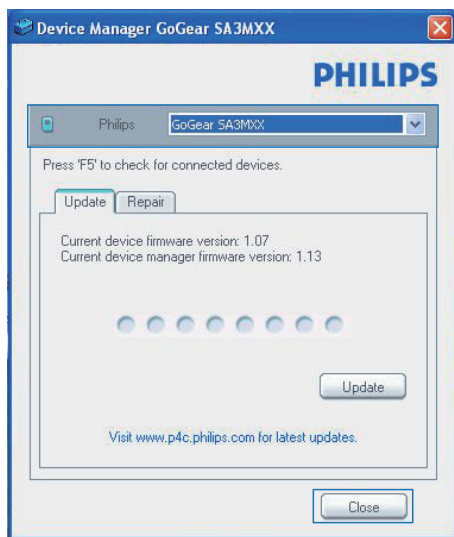 Device Manager GoGear SA3MXX
PHILIPS
Philips GoGear SA3MXX
Press 'F5' to check for connected devices.
Update Repair
Current device firmware version: 1.07
Current device manager firmware version: 1.13
Update
Visit www.p4c.philips.com for latest updates.
Close